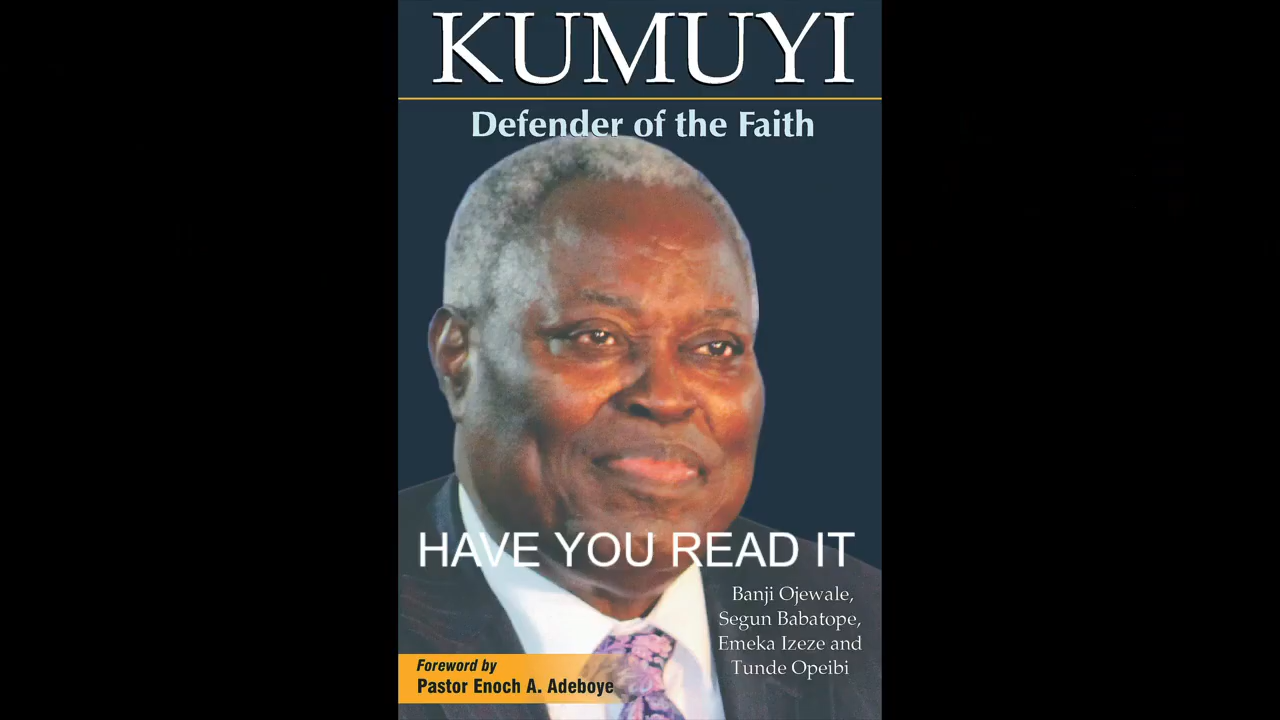 KUMUYI
Defender of the Faith
HAVE YOU READ IT
Banji Ojewale,
Segun Babatope,
Emeka Izeze and
Tunde Opeibi
Foreword by
Pastor Enoch A. Adeboye